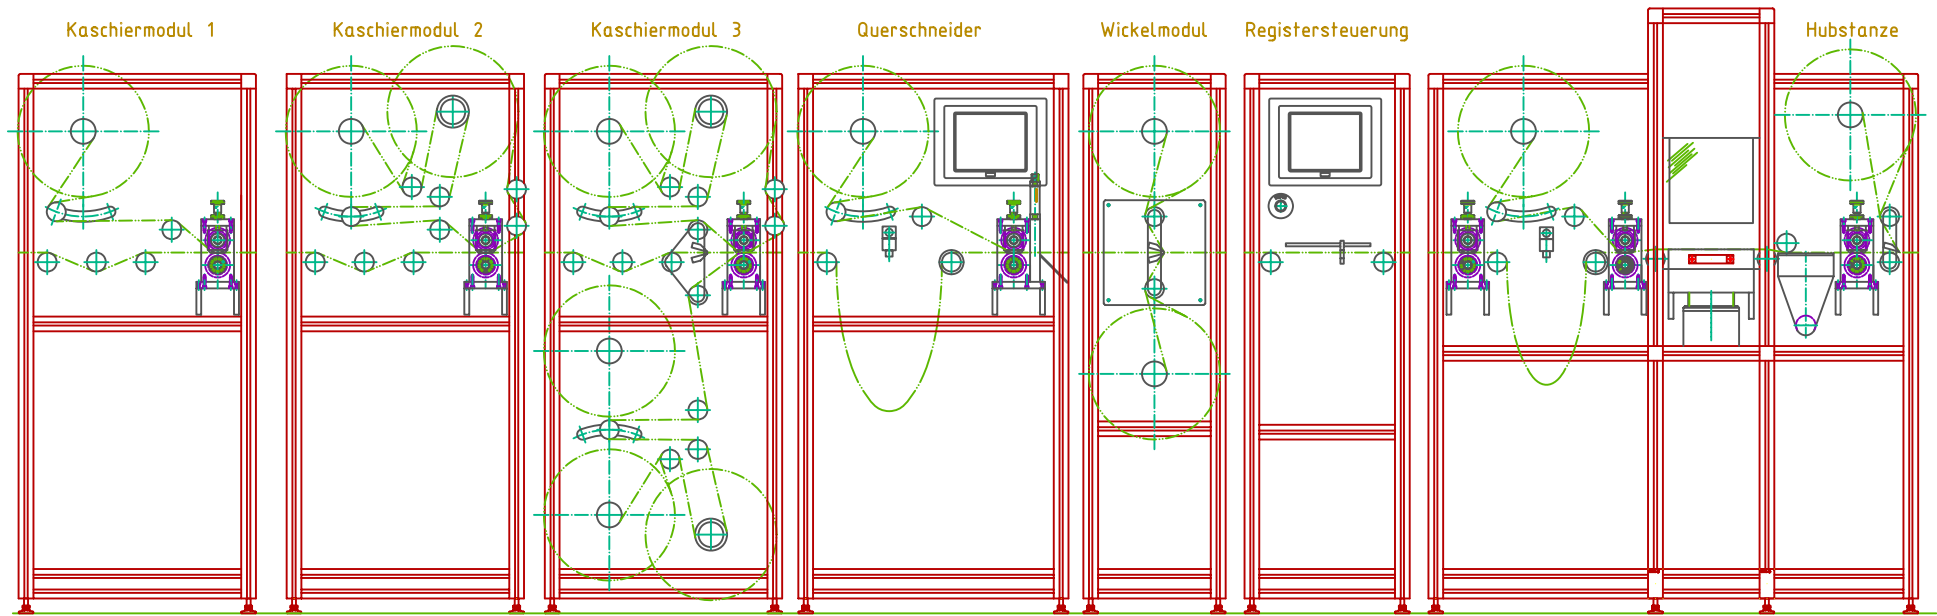 Kaschiermodul 1
Kaschiermodul 2
Kaschiermodul 3
Querschneider
Wickelmodul
Registersteuerung
Hubstanze